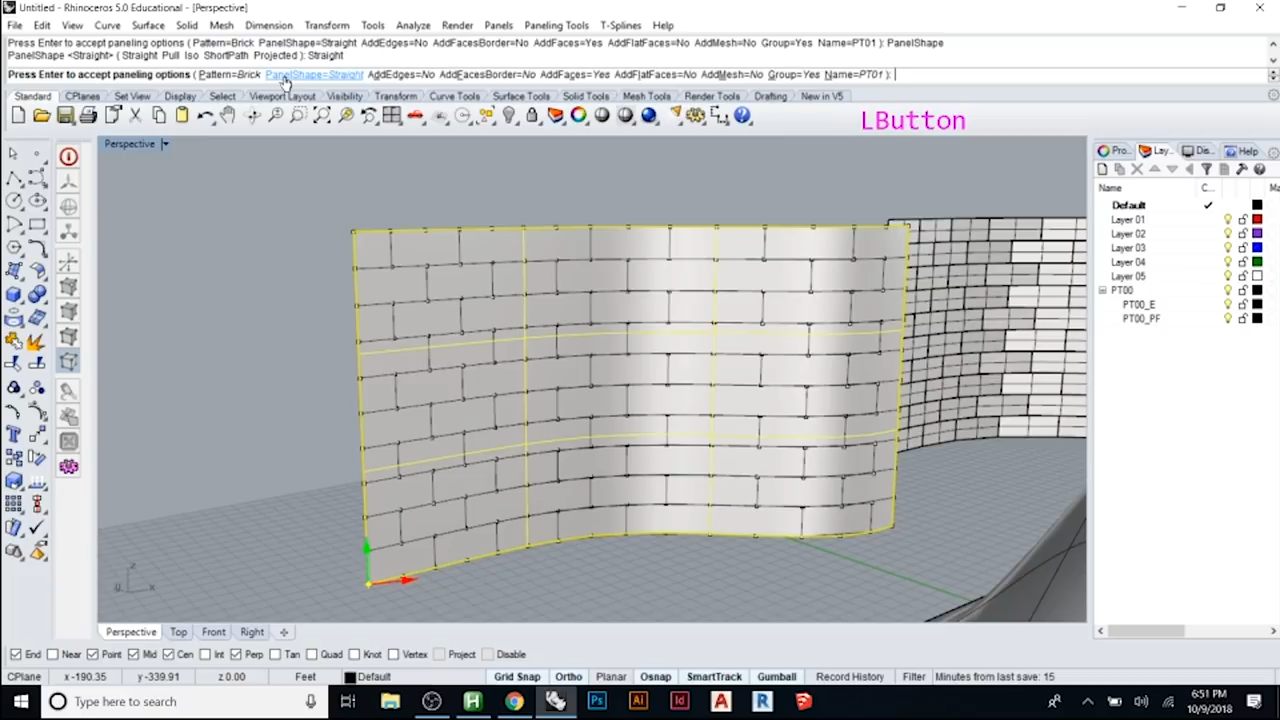 Untitled - Rhinoceros 5.0 Educational - [Perspective]
File Edit View Curve Surface Solid Mesh Dimension Transform Tools Analyze Render Panels Paneling Tools T-Splines Help
Press Enter to accept paneling options ( Pattern=Brick PanelShape=Straight AddEdges=No AddFacesBorder=No AddFaces=Yes AddFlatFaces=No AddMesh=No Group=Yes Name=PT01 ): PanelShape
PanelShape <Straight> ( Straight Pull Iso ShortPath Projected ): Straight
Press Enter to accept paneling options ( Pattern=Brick PanelShape=Straight AddEdges=No AddFacesBorder=No AddFaces=Yes AddFlatFaces=No AddMesh=No Group=Yes Name=PT01 ):
Standard CPlanes Set View Display Select Viewport Layout Visibility Transform Curve Tools Surface Tools Solid Tools Mesh Tools Render Tools Drafting New in V5
LButton
Perspective
Pro... Lay... Dis... Help
Name C... Ma
Default
Layer 01
Layer 02
Layer 03
Layer 04
Layer 05
PT00
PT00_E
PT00_PF
z
y x
Perspective Top Front Right
End Near Point Mid Cen Int Perp Tan Quad Knot Vertex Project Disable
CPlane x -190.35 y -339.91 z 0.00 Feet Default Grid Snap Ortho Planar Osnap SmartTrack Gumball Record History Filter Minutes from last save: 15
Type here to search
Ps Ai Id A R
6:51 PM
10/9/2018